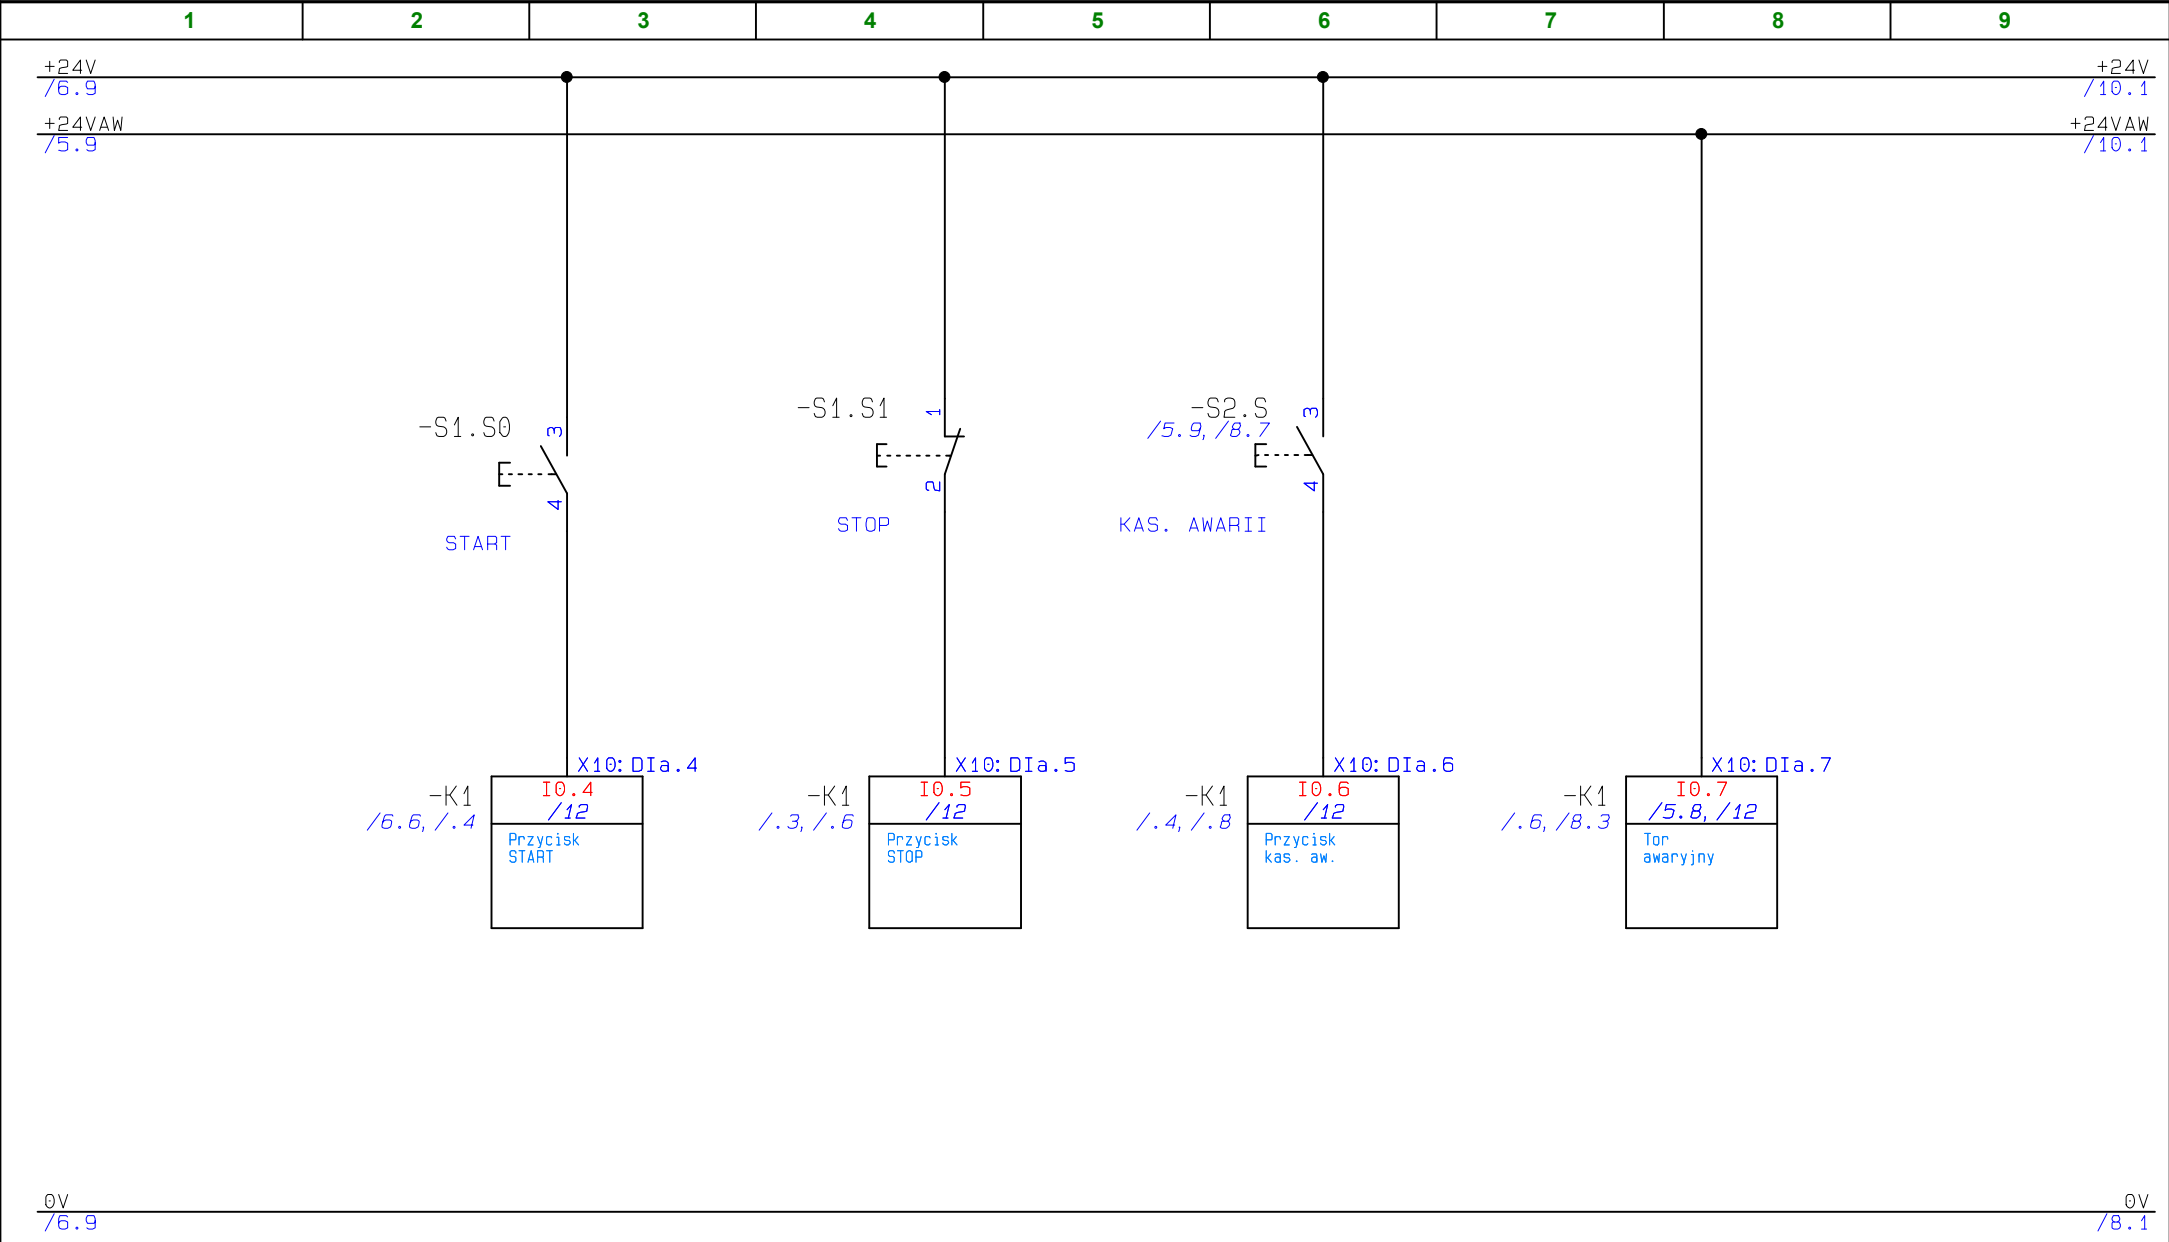 1 2 3 4 5 6 7 8 9
+24V +24V
/6.9 /10.1
+24VAW +24VAW
/5.9 /10.1
-S1.S0 3
4
START
-S1.S1 1
2
STOP
-S2.S 3
/5.9, /8.7
4
KAS. AWARII
X10:DIa.4
-K1 I0.4
/6.6, /.4 /12
Przycisk
START
X10:DIa.5
-K1 I0.5
/.3, /.6 /12
Przycisk
STOP
X10:DIa.6
-K1 I0.6
/.4, /.8 /12
Przycisk
kas. aw.
X10:DIa.7
-K1 I0.7
/.6, /8.3 /5.8, /12
Tor
awaryjny
0V 0V
/6.9 /8.1